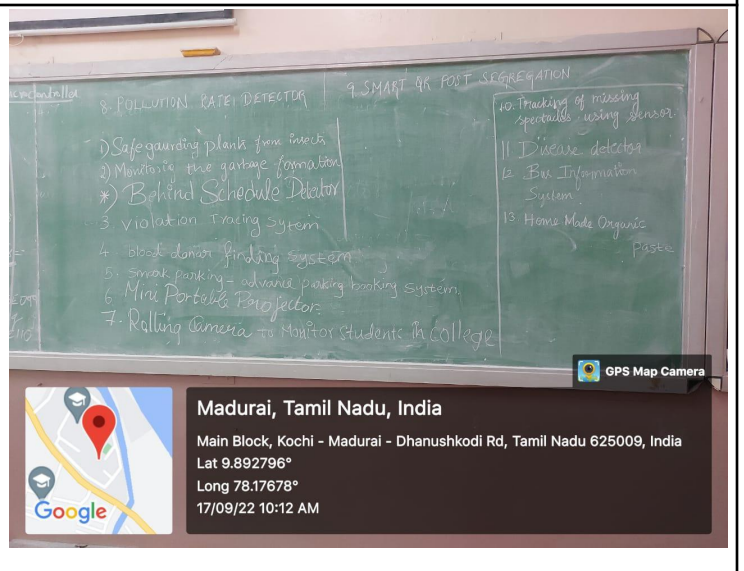 8. POLLUTION RATE DETECTOR
1) Safegaurding plants from insects
2) Monitorig the garbage formation
*) Behind Schedule Detector
3 violation Tracing Sytem
4 blood donar finding system
5. Smart parking - advance parking booking system.
6 Mini Portable Projector.
7. Rolling Camera to Monitor students in college
9. SMART QR POST SEGREGATION
10. Tracking of missing
spectacles using sensor
11 Disease detector
12 Bus Information
System
13 Home Made Organic
Paste
GPS Map Camera
Google
Madurai, Tamil Nadu, India
Main Block, Kochi - Madurai - Dhanushkodi Rd, Tamil Nadu 625009, India
Lat 9.892796°
Long 78.17678°
17/09/22 10:12 AM